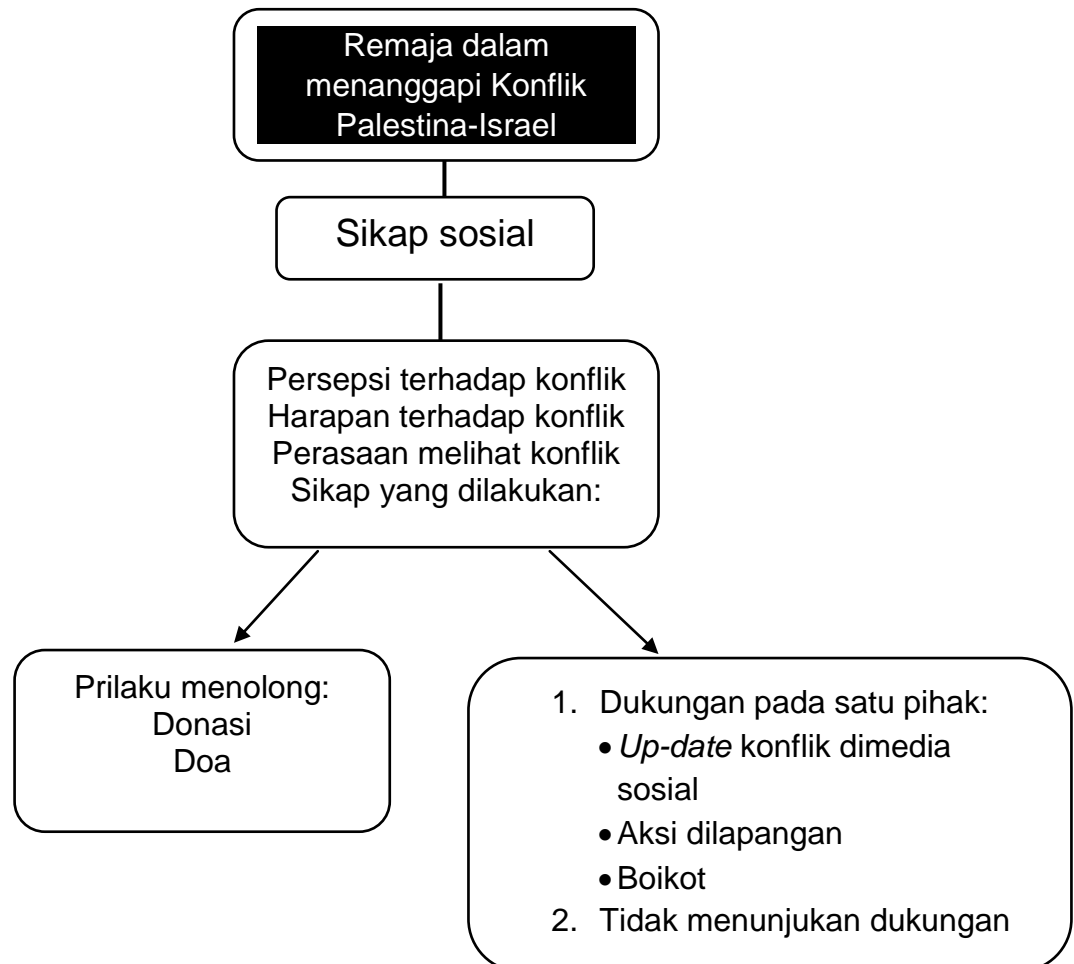 Remaja dalam
menanggapi Konflik
Palestina-Israel
Sikap sosial
Persepsi terhadap konflik
Harapan terhadap konflik
Perasaan melihat konflik
Sikap yang dilakukan:
Prilaku menolong:
Donasi
Doa
1. Dukungan pada satu pihak:
• Up-date konflik dimedia
sosial
• Aksi dilapangan
• Boikot
2. Tidak menunjukan dukungan